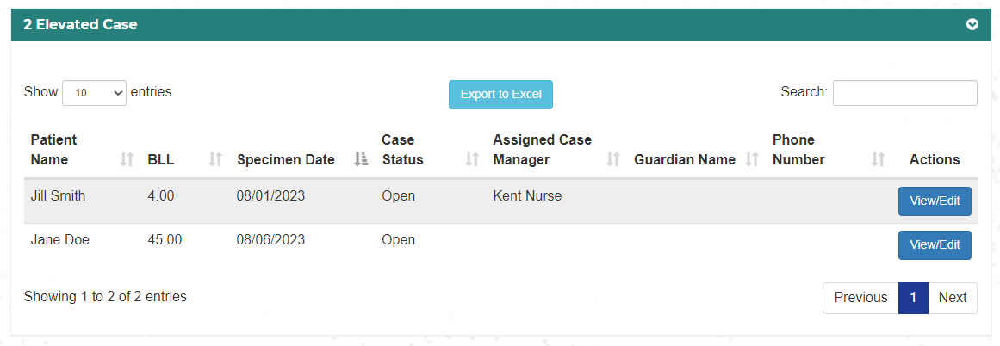 2 Elevated Case
Show 10 entries
Export to Excel
Search:
Patient Name BLL Specimen Date Case Status Assigned Case Manager Guardian Name Phone Number Actions
Jill Smith 4.00 08/01/2023 Open Kent Nurse View/Edit
Jane Doe 45.00 08/06/2023 Open View/Edit
Showing 1 to 2 of 2 entries
Previous 1 Next